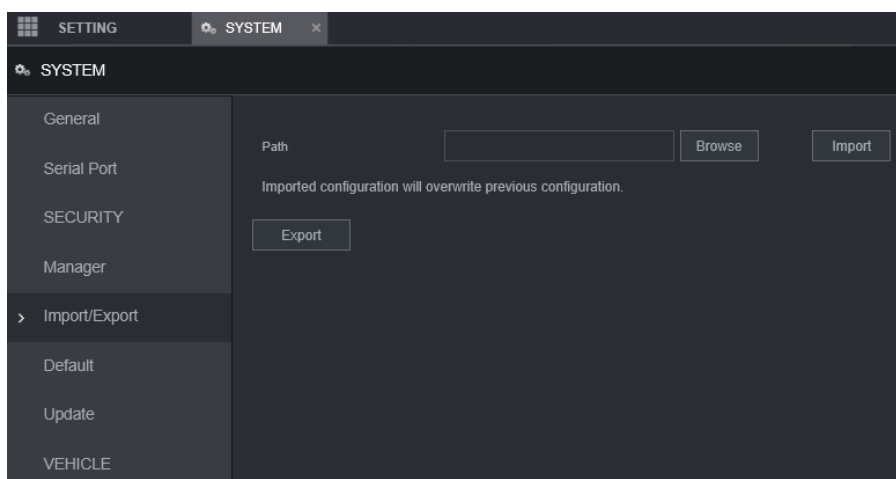 SETTING
SYSTEM ×
SYSTEM
General
Serial Port
SECURITY
Manager
Import/Export
Default
Update
VEHICLE
Path Browse Import
Imported configuration will overwrite previous configuration.
Export